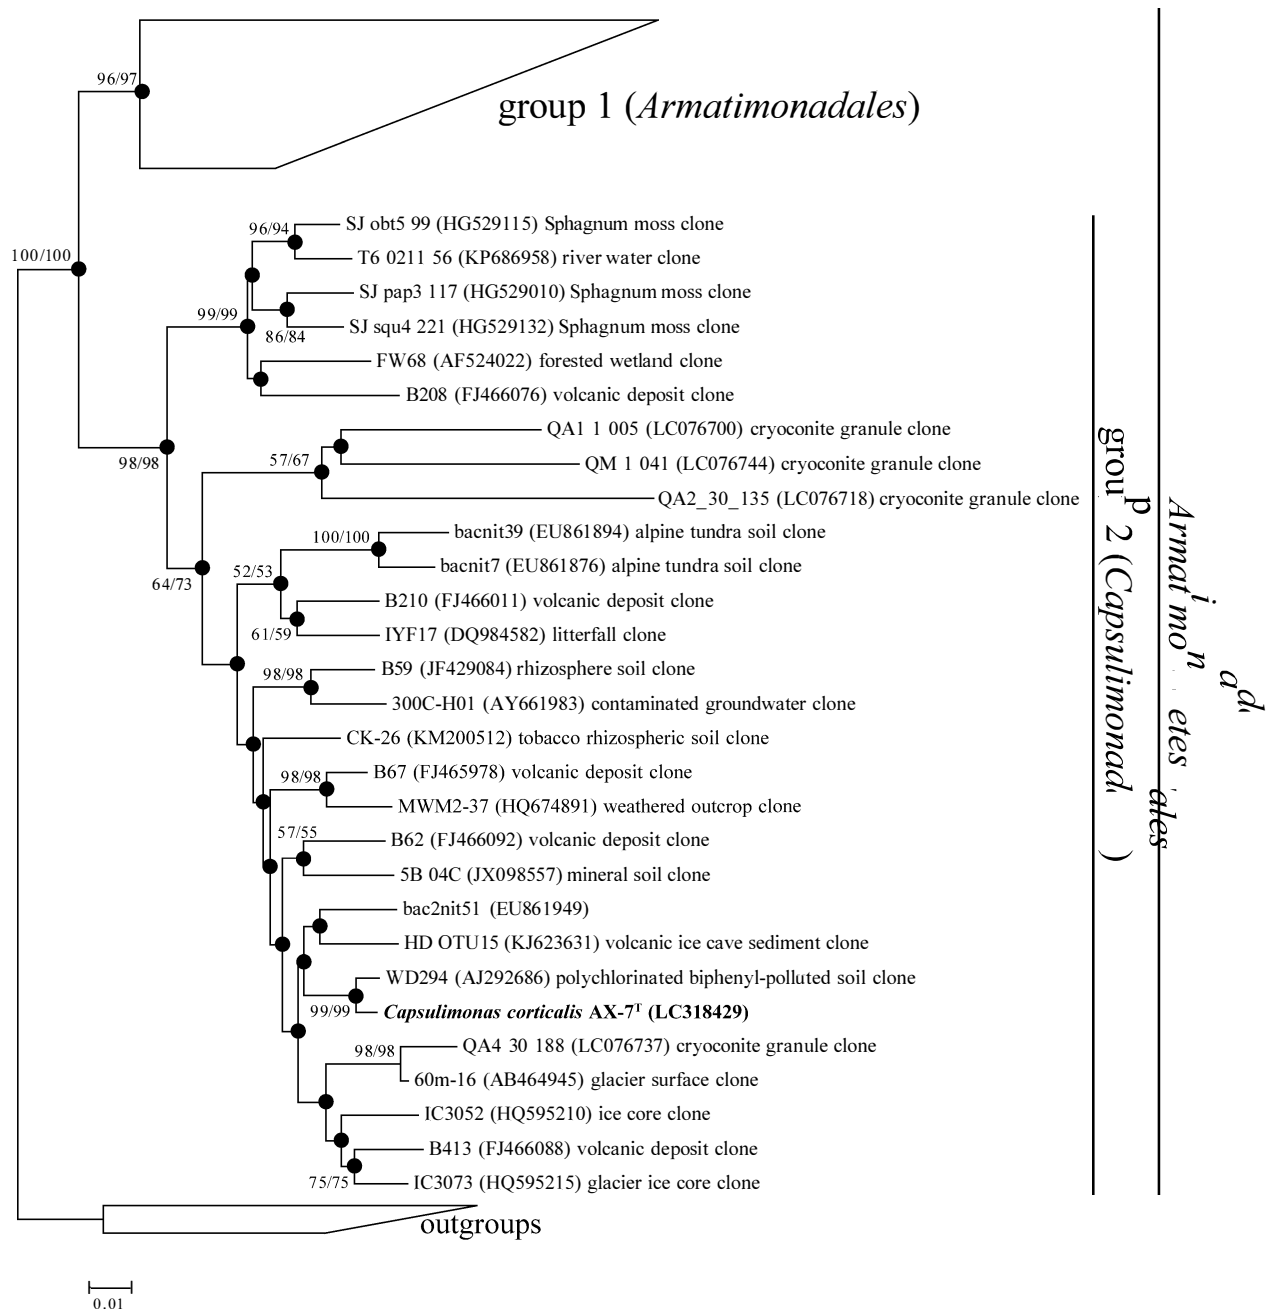 96/97
group 1 (Armatimonadales)
100/100
96/94
SJ obt5 99 (HG529115) Sphagnum moss clone
T6 0211 56 (KP686958) river water clone
SJ pap3 117 (HG529010) Sphagnum moss clone
99/99
SJ squ4 221 (HG529132) Sphagnum moss clone
86/84
FW68 (AF524022) forested wetland clone
B208 (FJ466076) volcanic deposit clone
QA1 1 005 (LC076700) cryoconite granule clone
98/98
57/67
QM 1 041 (LC076744) cryoconite granule clone
QA2_30_135 (LC076718) cryoconite granule clone
bacnit39 (EU861894) alpine tundra soil clone
100/100
bacnit7 (EU861876) alpine tundra soil clone
64/73
52/53
B210 (FJ466011) volcanic deposit clone
IYF17 (DQ984582) litterfall clone
61/59
B59 (JF429084) rhizosphere soil clone
98/98
300C-H01 (AY661983) contaminated groundwater clone
CK-26 (KM200512) tobacco rhizospheric soil clone
B67 (FJ465978) volcanic deposit clone
98/98
MWM2-37 (HQ674891) weathered outcrop clone
57/55
B62 (FJ466092) volcanic deposit clone
5B 04C (JX098557) mineral soil clone
bac2nit51 (EU861949)
HD OTU15 (KJ623631) volcanic ice cave sediment clone
WD294 (AJ292686) polychlorinated biphenyl-polluted soil clone
99/99
Capsulimonas corticalis AX-7T (LC318429)
QA4 30 188 (LC076737) cryoconite granule clone
98/98
60m-16 (AB464945) glacier surface clone
IC3052 (HQ595210) ice core clone
B413 (FJ466088) volcanic deposit clone
75/75
IC3073 (HQ595215) glacier ice core clone
outgroups
0.01
group 2 (Capsulimonadales)
Armatimonadetes